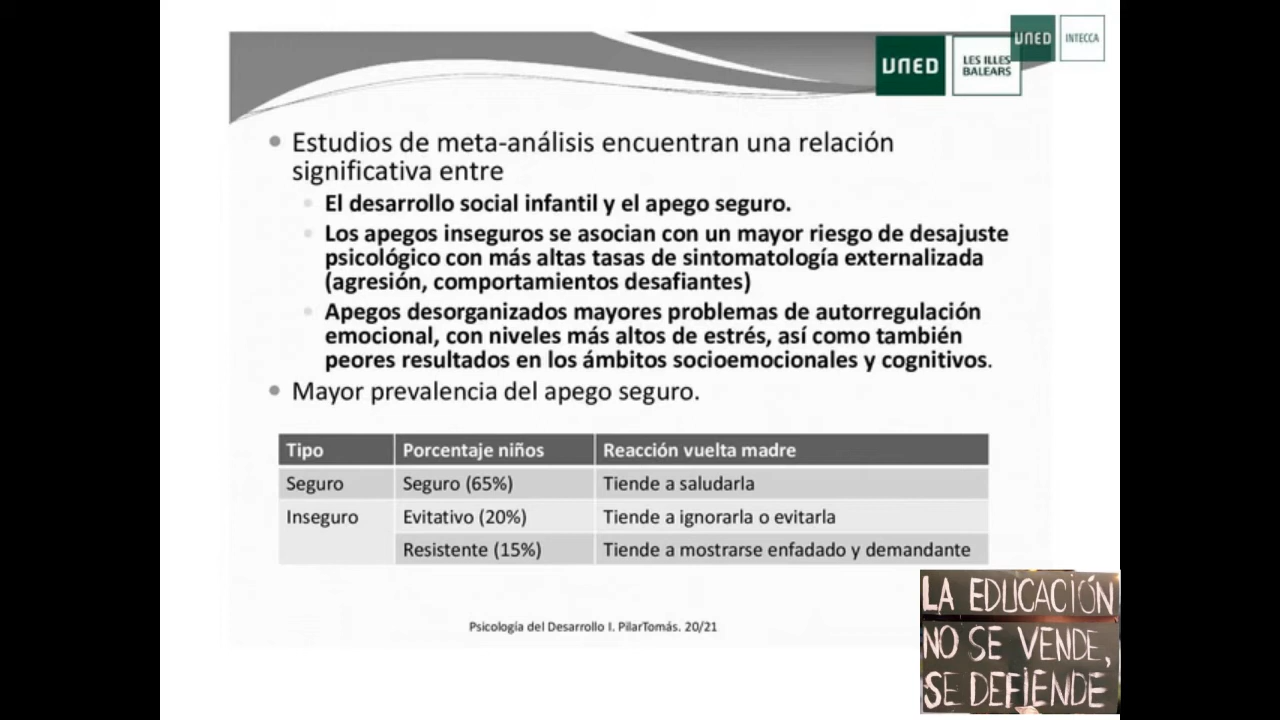 UNED
INTECCA
UNED
LES ILLES
BALEARS
Estudios de meta-análisis encuentran una relación
significativa entre
El desarrollo social infantil y el apego seguro.
Los apegos inseguros se asocian con un mayor riesgo de desajuste
psicológico con más altas tasas de sintomatología externalizada
(agresión, comportamientos desafiantes)
Apegos desorganizados mayores problemas de autorregulación
emocional, con niveles más altos de estrés, así como también
peores resultados en los ámbitos socioemocionales y cognitivos.
Mayor prevalencia del apego seguro.
Tipo Porcentaje niños Reacción vuelta madre
Seguro Seguro (65%) Tiende a saludarla
Inseguro Evitativo (20%) Tiende a ignorarla o evitarla
Resistente (15%) Tiende a mostrarse enfadado y demandante
Psicología del Desarrollo I. PilarTomás. 20/21
LA EDUCACIÓN
NO SE VENDE,
SE DEFIENDE